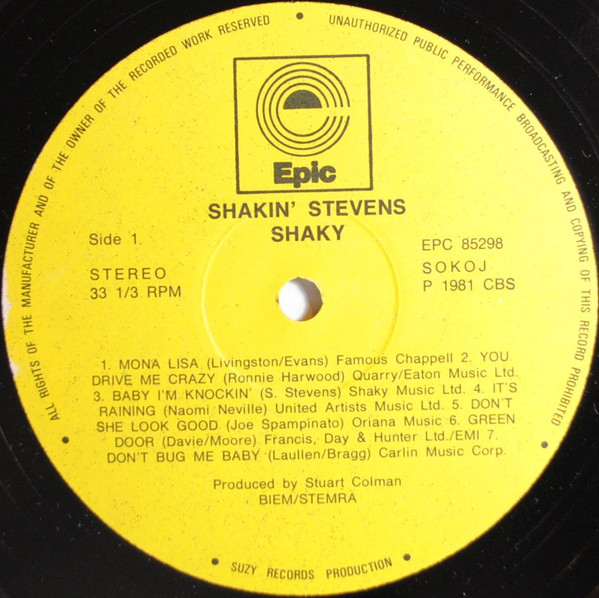 ALL RIGHTS OF THE MANUFACTURER AND OF THE OWNER OF THE RECORDED WORK RESERVED • UNAUTHORIZED PUBLIC PERFORMANCE BROADCASTING AND COPYING OF THIS RECORD PROHIBITED
Epic
SHAKIN' STEVENS
SHAKY
Side 1.
STEREO
33 1/3 RPM
EPC 85298
SOKOJ
P 1981 CBS
1. MONA LISA (Livingston/Evans) Famous Chappell 2. YOU
DRIVE ME CRAZY (Ronnie Harwood) Quarry/Eaton Music Ltd.
3. BABY I'M KNOCKIN' (S. Stevens) Shaky Music Ltd. 4. IT'S
RAINING (Naomi Neville) United Artists Music Ltd. 5. DON'T
SHE LOOK GOOD (Joe Spampinato) Oriana Music 6. GREEN
DOOR (Davie/Moore) Francis, Day & Hunter Ltd./EMI 7.
DON'T BUG ME BABY (Laullen/Bragg) Carlin Music Corp.
Produced by Stuart Colman
BIEM/STEMRA
• SUZY RECORDS PRODUCTION •